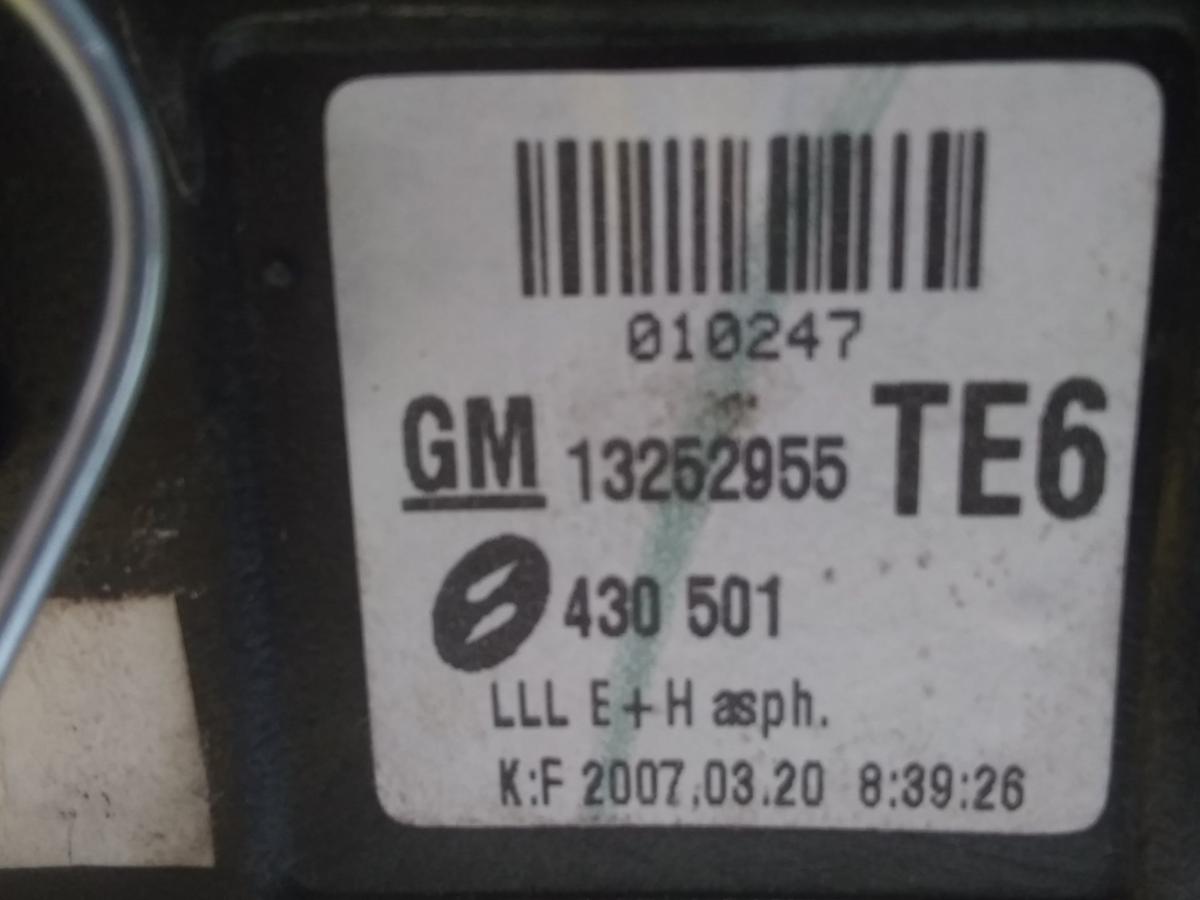 010247
GM 13252955 TE6
430 501
LLL E+H asph.
K:F 2007.03.20 8:39:26